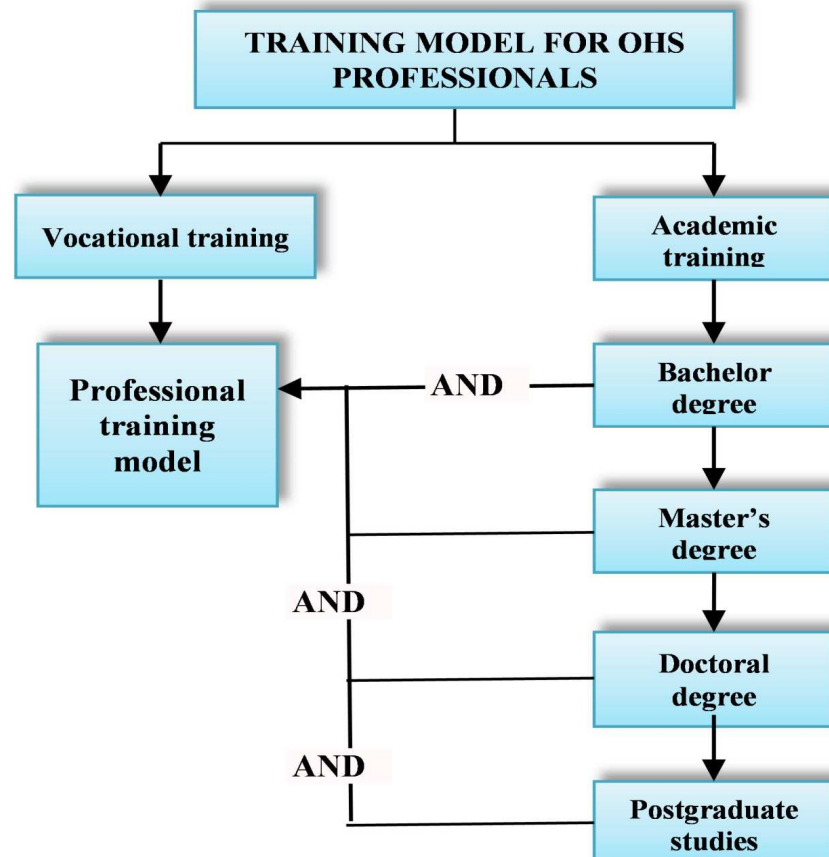 TRAINING MODEL FOR OHS
PROFESSIONALS
Vocational training
Academic
training
Professional
training
model
AND
Bachelor
degree
Master's
degree
AND
Doctoral
degree
AND
Postgraduate
studies